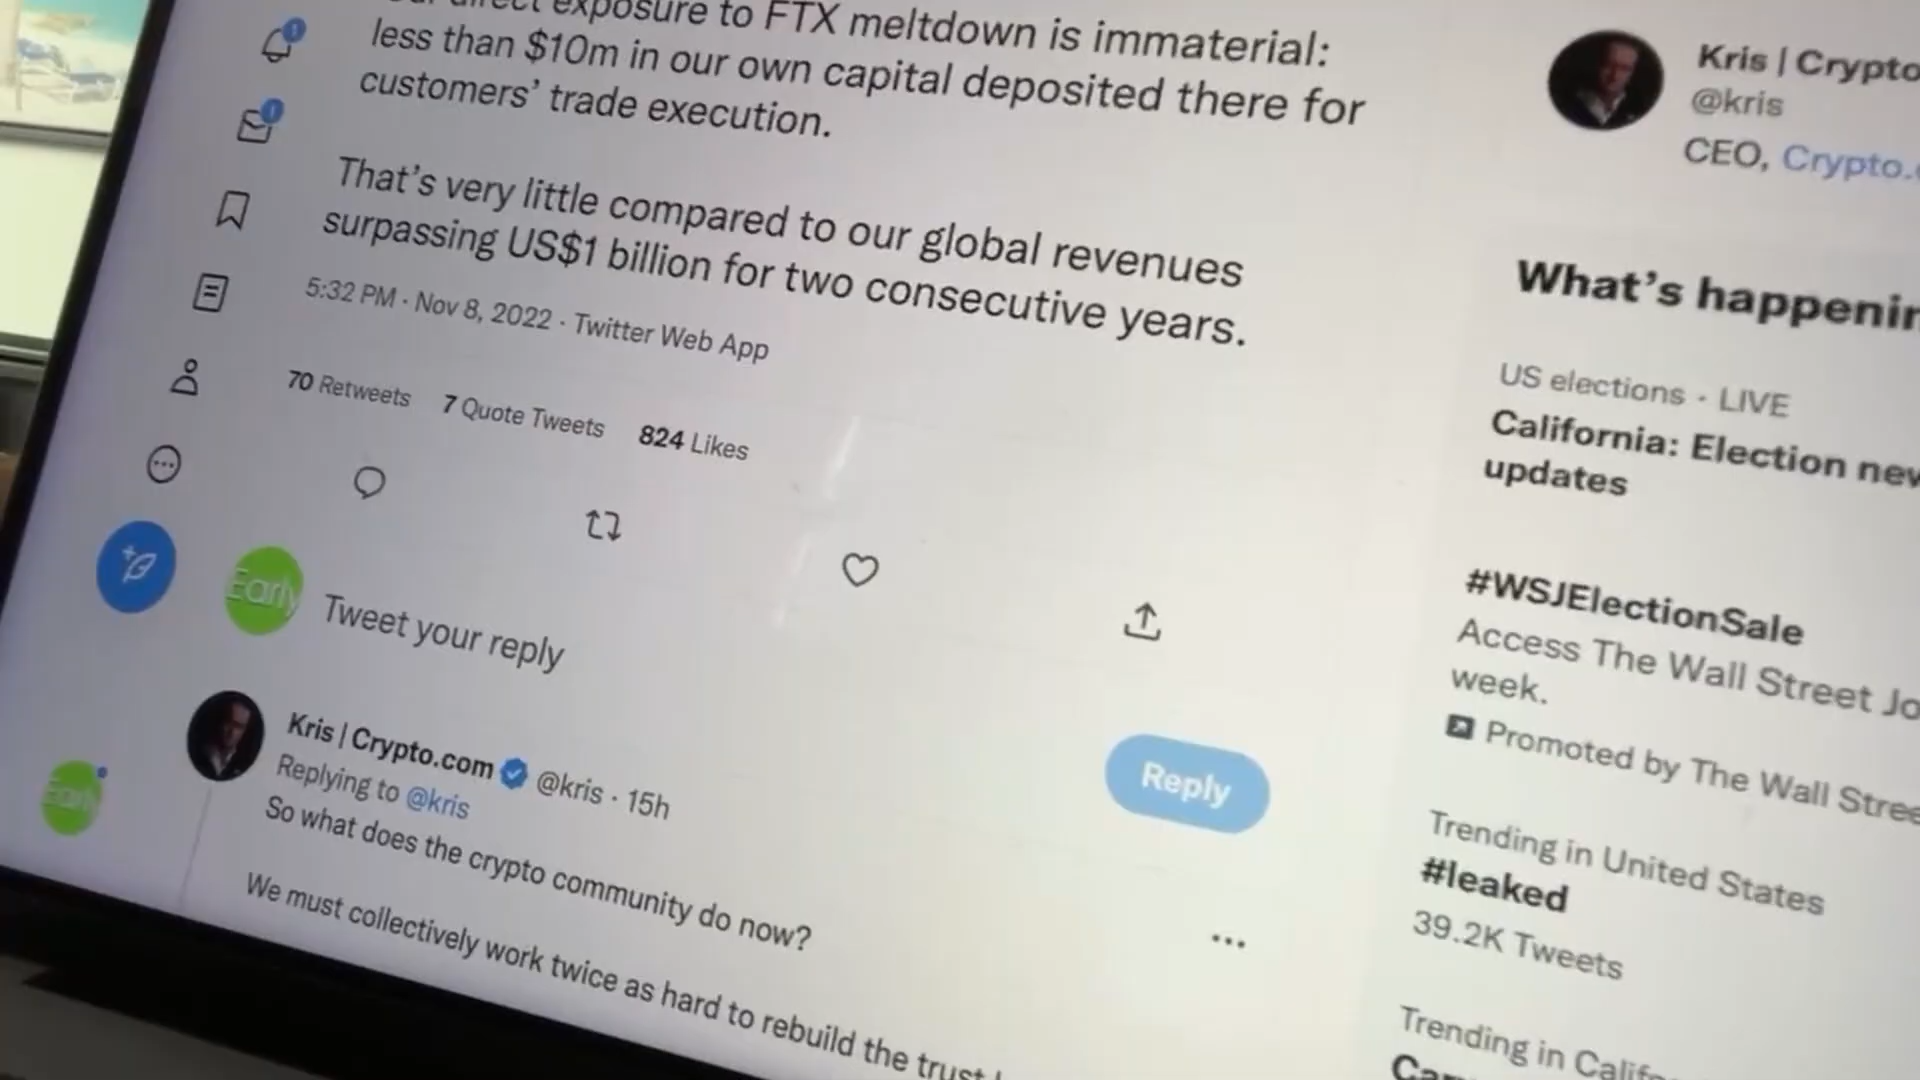 direct exposure to FTX meltdown is immaterial:
less than $10m in our own capital deposited there for
customers' trade execution.
That's very little compared to our global revenues
surpassing US$1 billion for two consecutive years.
5:32 PM · Nov 8, 2022 · Twitter Web App
70 Retweets 7 Quote Tweets 824 Likes
Early
Tweet your reply
Reply
Kris | Crypto.com @kris · 15h
Replying to @kris
So what does the crypto community do now?
We must collectively work twice as hard to rebuild the trust
Early
Kris | Crypto
@kris
CEO, Crypto.
What's happenin
US elections · LIVE
California: Election new
updates
#WSJElectionSale
Access The Wall Street Jo
week.
Promoted by The Wall Stree
Trending in United States
#leaked
39.2K Tweets
Trending in Califo